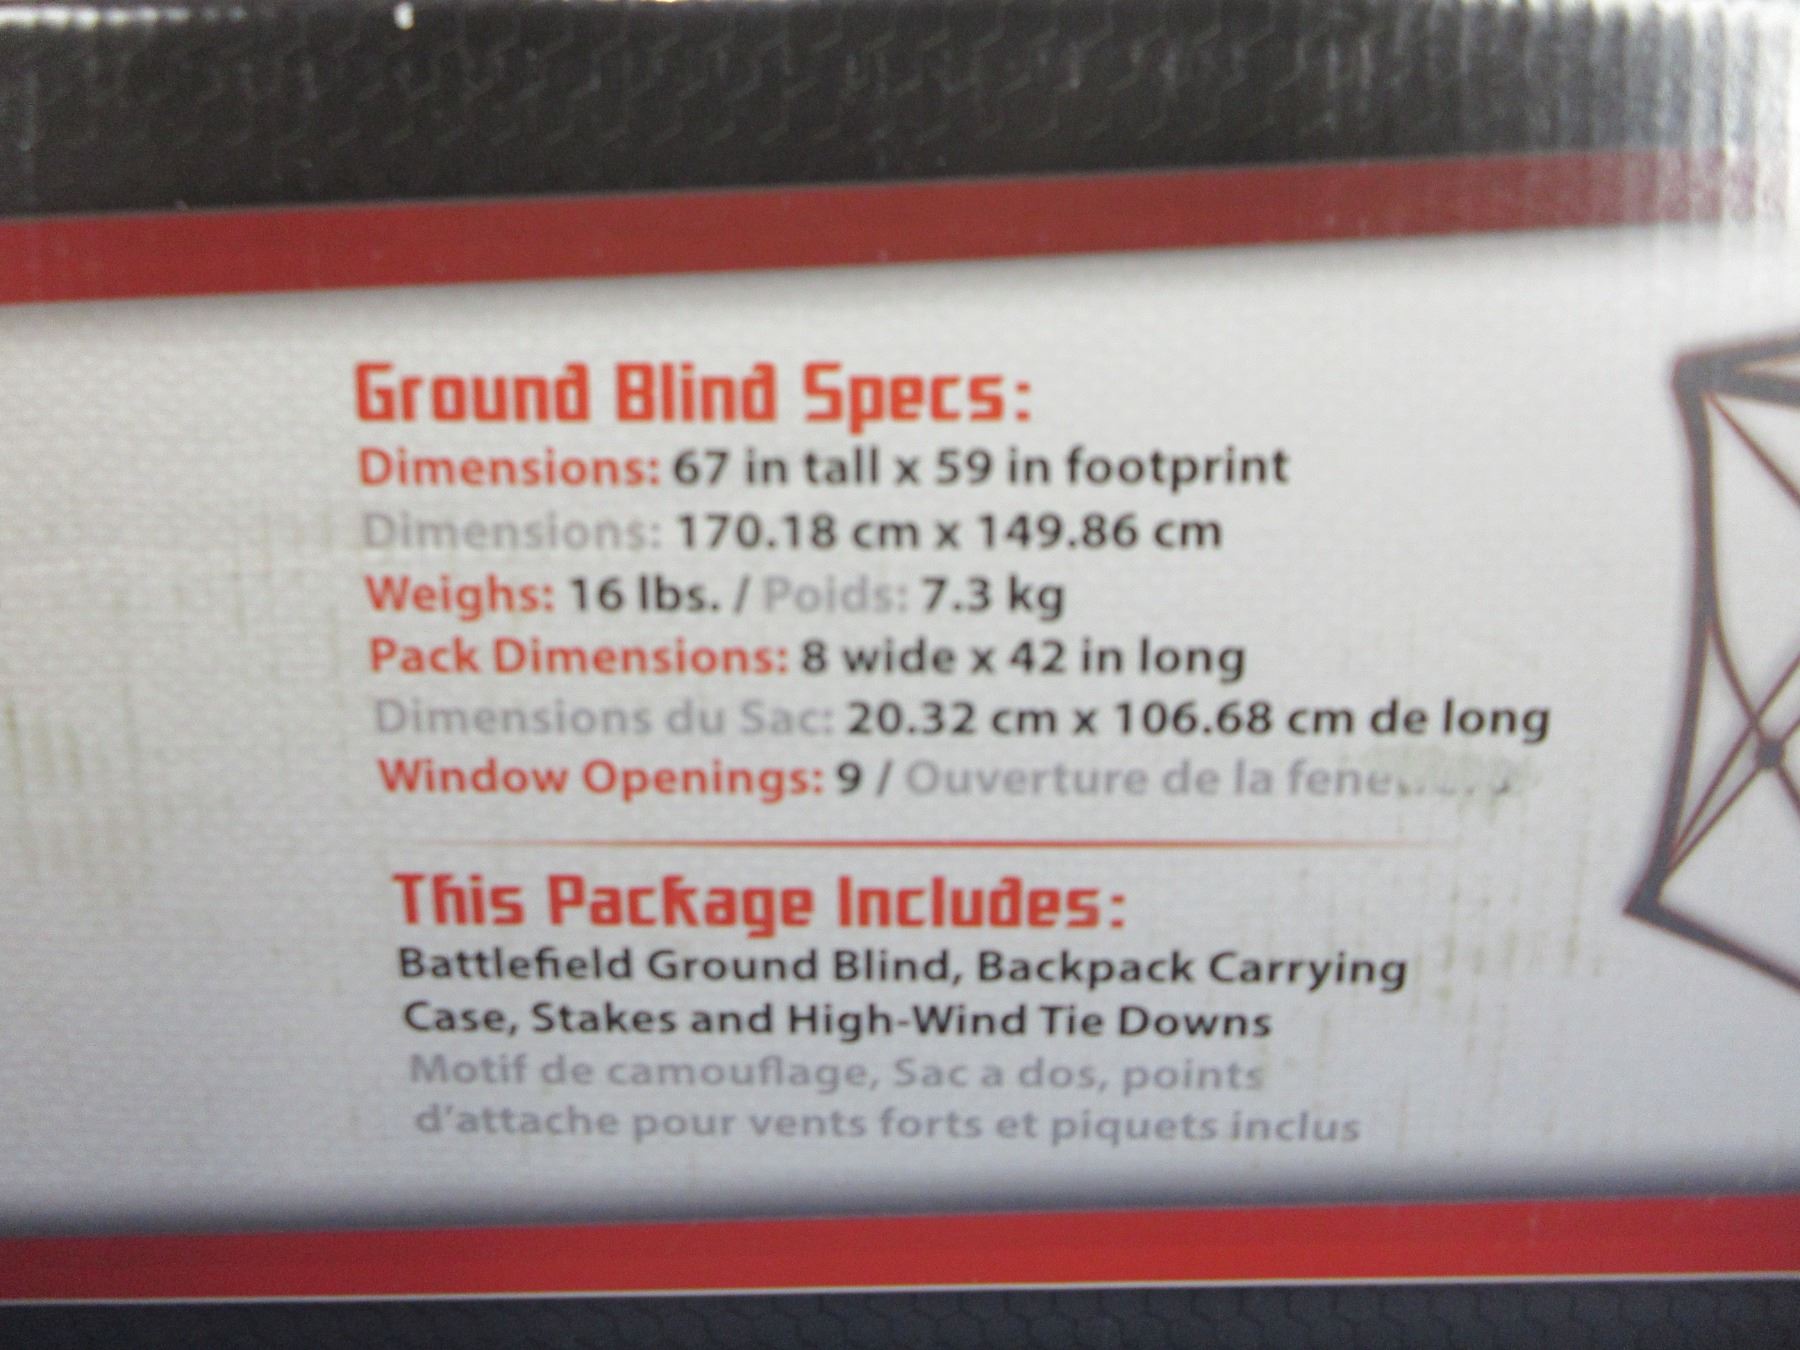 Ground Blind Specs:
Dimensions: 67 in tall x 59 in footprint
Dimensions: 170.18 cm x 149.86 cm
Weighs: 16 lbs. / Poids: 7.3 kg
Pack Dimensions: 8 wide x 42 in long
Dimensions du Sac: 20.32 cm x 106.68 cm de long
Window Openings: 9 / Ouverture de la
This Package Includes:
Battlefield Ground Blind, Backpack Carrying
Case, Stakes and High-Wind Tie Downs
Motif de camouflage, Sac a dos, points
d'attache pour vents forts et piquets inclus